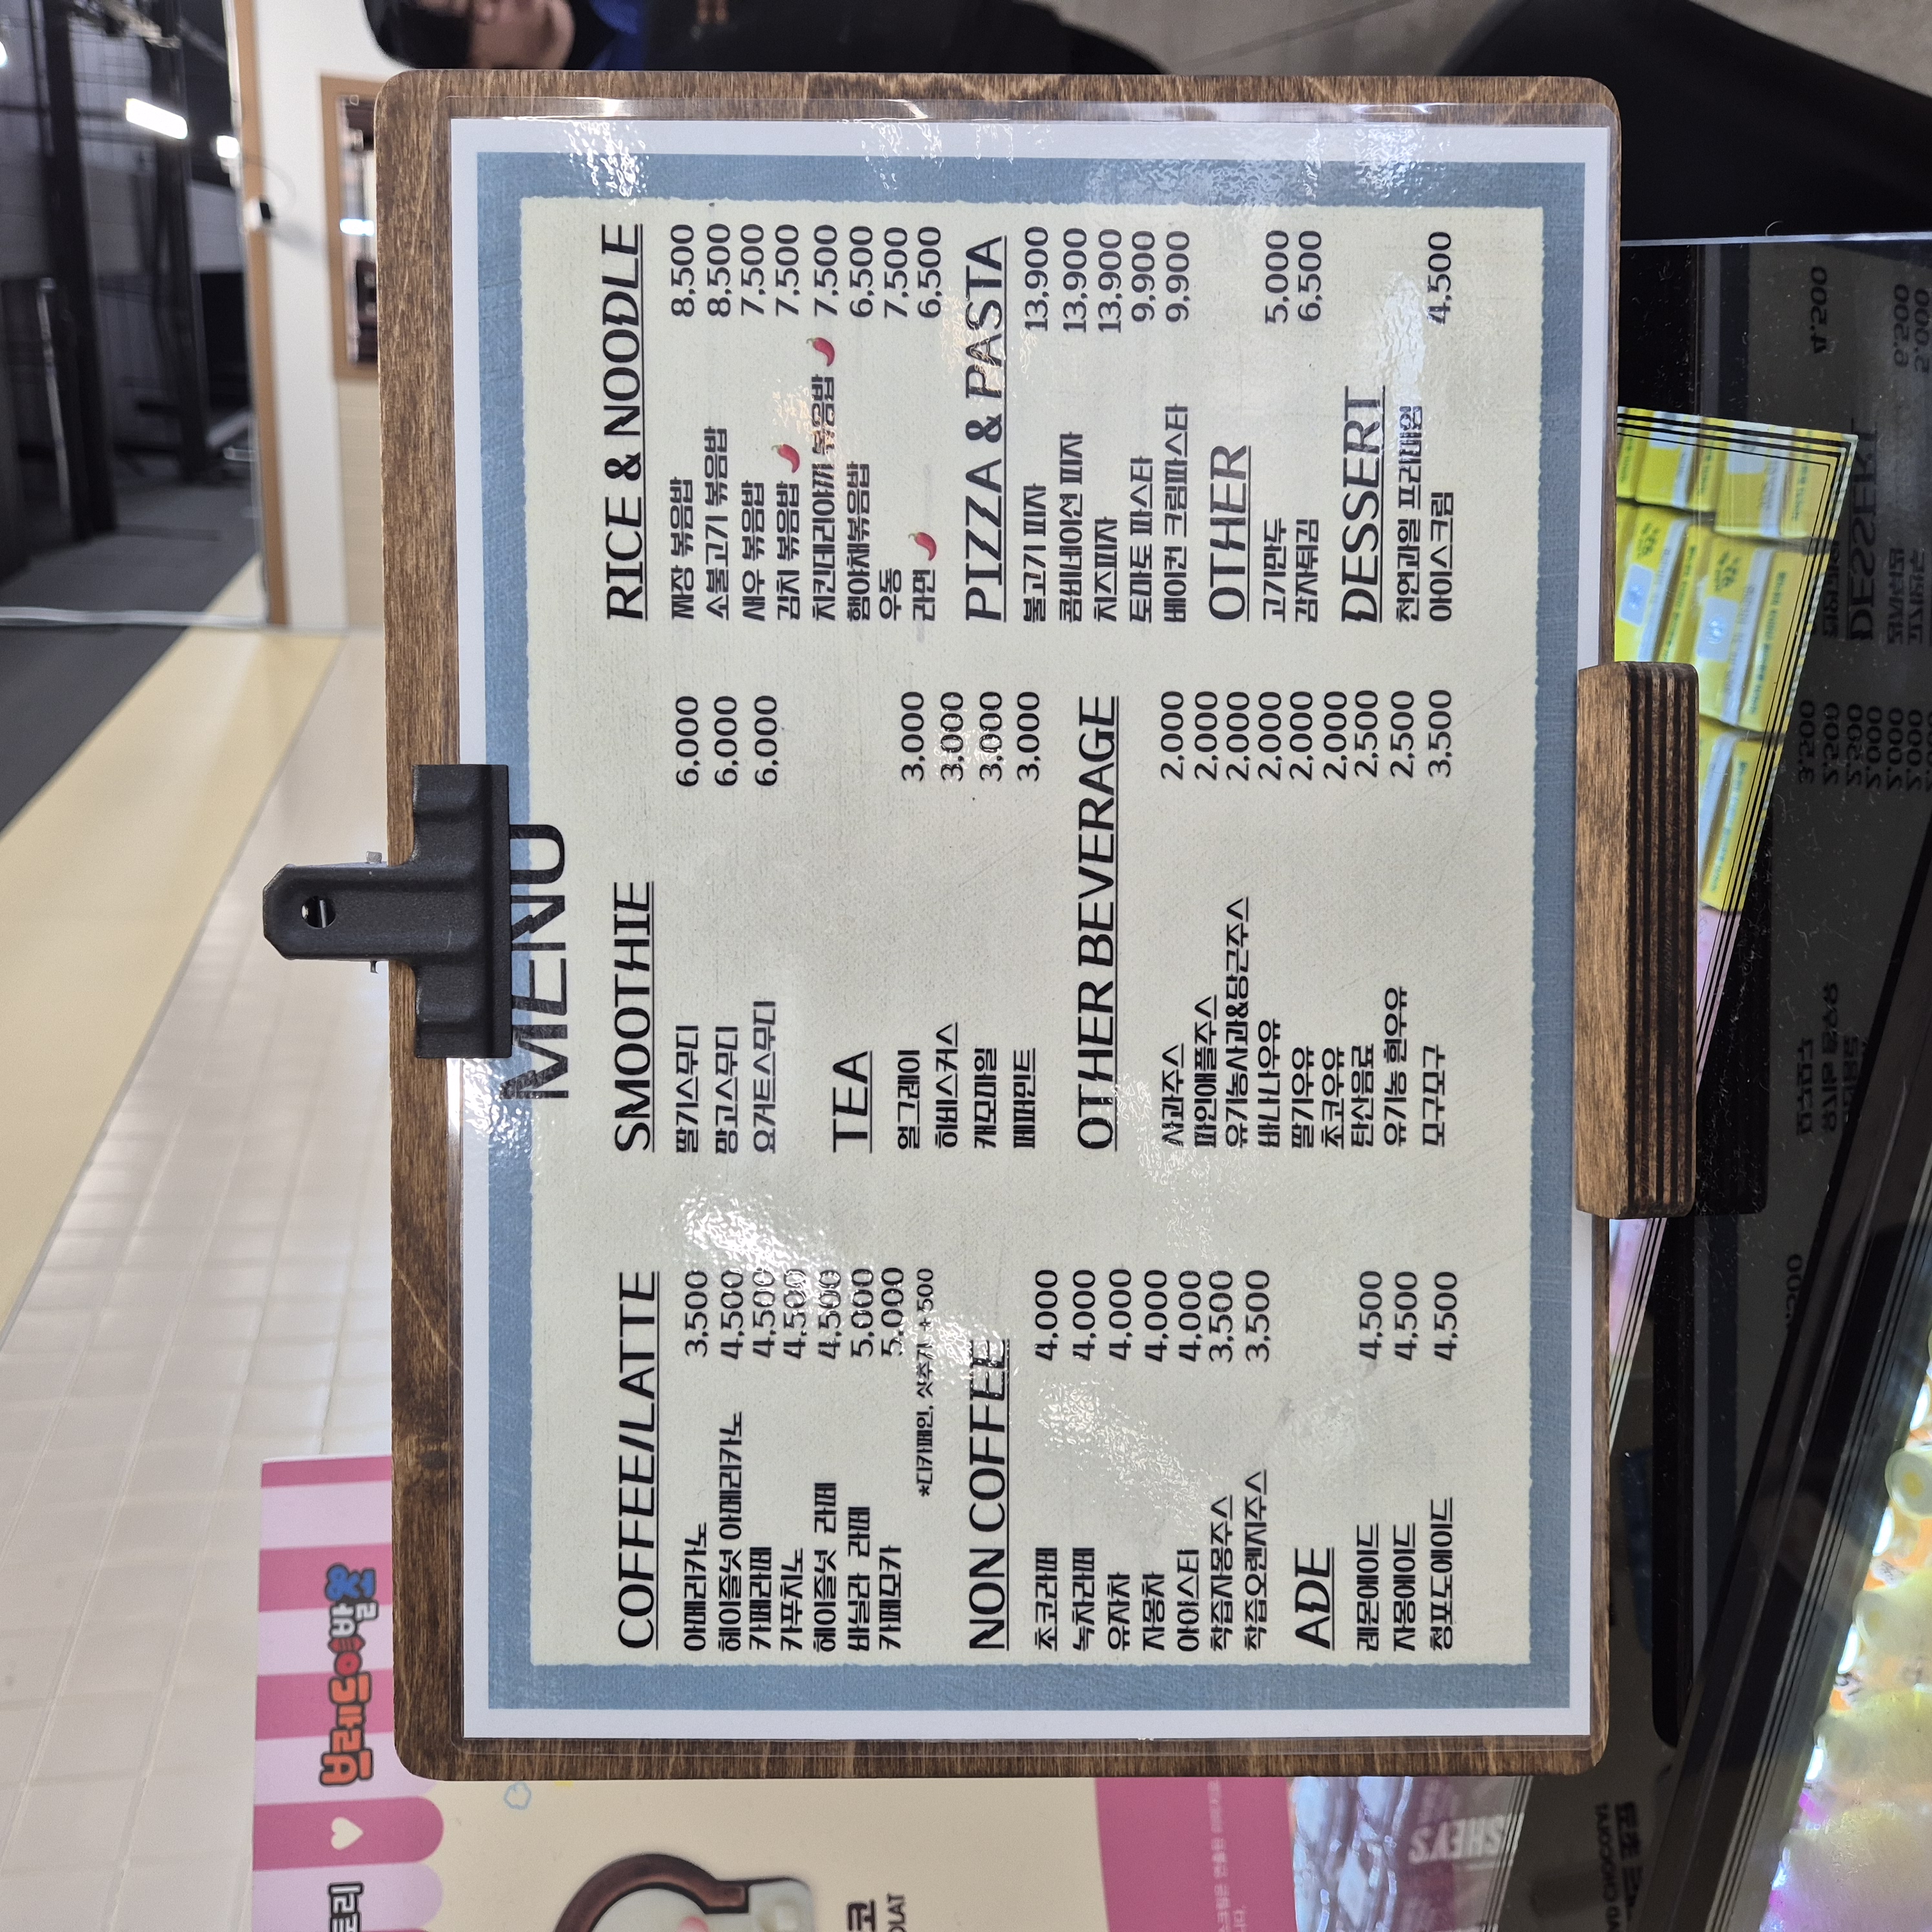 MENU
COFFEE/LATTE
아메리카노 3,500
헤이즐넛 아메리카노 4,500
카페라떼 4,500
카푸치노 4,500
헤이즐넛 라떼 4,500
바닐라 라떼 5,000
카페모카 5,000
*디카페인, 샷추가 +500
NON COFFEE
초코라떼 4,000
녹차라떼 4,000
유자차 4,000
자몽차 4,000
아이스티 4,000
착즙자몽주스 3,500
착즙오렌지주스 3,500
ADE
레몬에이드 4,500
자몽에이드 4,500
청포도에이드 4,500
SMOOTHIE
딸기스무디 6,000
망고스무디 6,000
요거트스무디 6,000
TEA
얼그레이 3,000
히비스커스 3,000
캐모마일 3,000
페퍼민트 3,000
OTHER BEVERAGE
사과주스 2,000
파인애플주스 2,000
유기농사과&당근주스 2,000
바나나우유 2,000
딸기우유 2,000
초코우유 2,000
탄산음료 2,500
유기농 흰우유 2,500
모구모구 3,500
RICE & NOODLE
짜장 볶음밥 8,500
소불고기 볶음밥 8,500
새우 볶음밥 7,500
김치 볶음밥 7,500
치킨데리야끼 볶음밥 7,500
햄야채볶음밥 6,500
우동 7,500
라면 6,500
PIZZA & PASTA
불고기 피자 13,900
콤비네이션 피자 13,900
치즈피자 13,900
토마토 파스타 9,900
베이컨 크림파스타 9,900
OTHER
고기만두 5,000
감자튀김 6,500
DESSERT
천연과일 프리미엄
아이스크림 4,500
브레드이발소